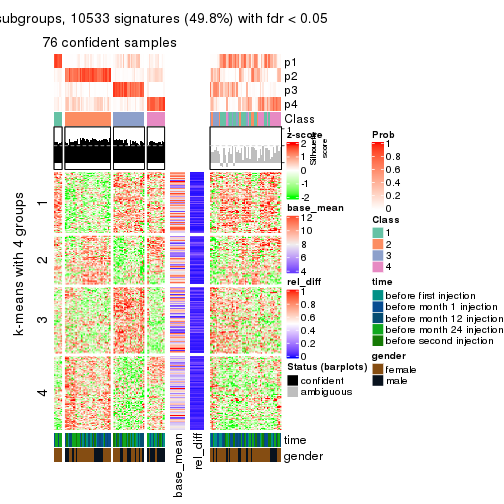 subgroups, 10533 signatures (49.8%) with fdr < 0.05
76 confident samples
p1
p2
p3
p4
Class
1
Silhouette
score
k-means with 4 groups
1
2
3
4
time
gender
base_mean
rel_diff
z-score
2
1
0
-1
-2
base_mean
12
10
8
6
4
rel_diff
1
0.8
0.6
0.4
0.2
0
Status (barplots)
confident
ambiguous
Prob
1
0.8
0.6
0.4
0.2
0
Class
1
2
3
4
time
before first injection
before month 1 injection
before month 12 injection
before month 24 injection
before second injection
gender
female
male